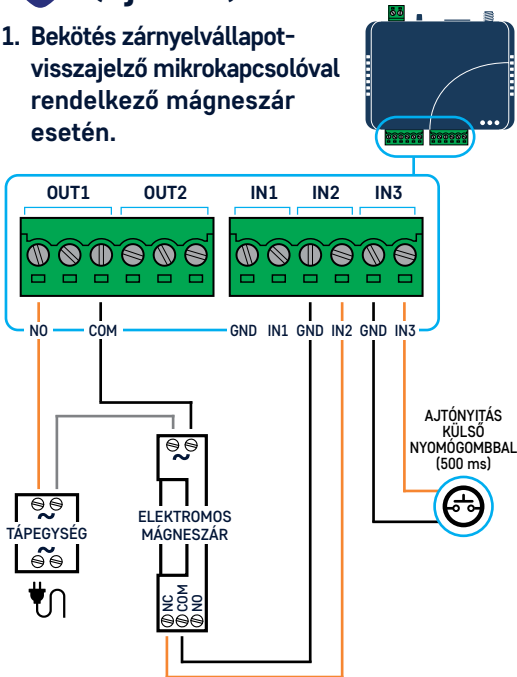 1. Bekötés zárnyelvállapot-
visszajelző mikrokapcsolóval
rendelkező mágneszár
esetén.
OUT1 OUT2 IN1 IN2 IN3
NO COM GND IN1 GND IN2 GND IN3
AJTÓNYITÁS
KÜLSŐ
NYOMÓGOMBBAL
(500 ms)
~
~
TÁPEGYSÉG
~
ELEKTROMOS
MÁGNESZÁR
NC COM NO